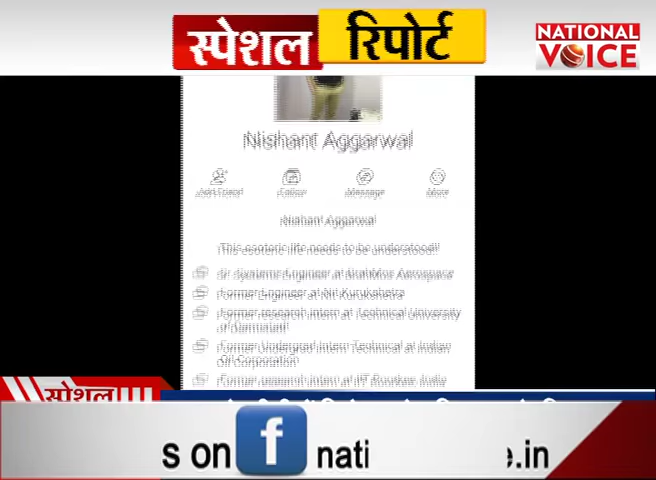 स्पेशल रिपोर्ट
NATIONAL
VOICE
Nishant Aggarwal
Add Friend Follow Message More
Nishant Aggarwal
This esoteric life needs to be understood!!
Sr Systems Engineer at BrahMos Aerospace
Former Engineer at Nit Kurukshetra
Former research intern at Technical University
of Darmstadt
Former Undergrad Intern Technical at Indian
Oil Corporation
Former research Intern at IIT Roorkee, India
स्पेशल
s on f nati e.in